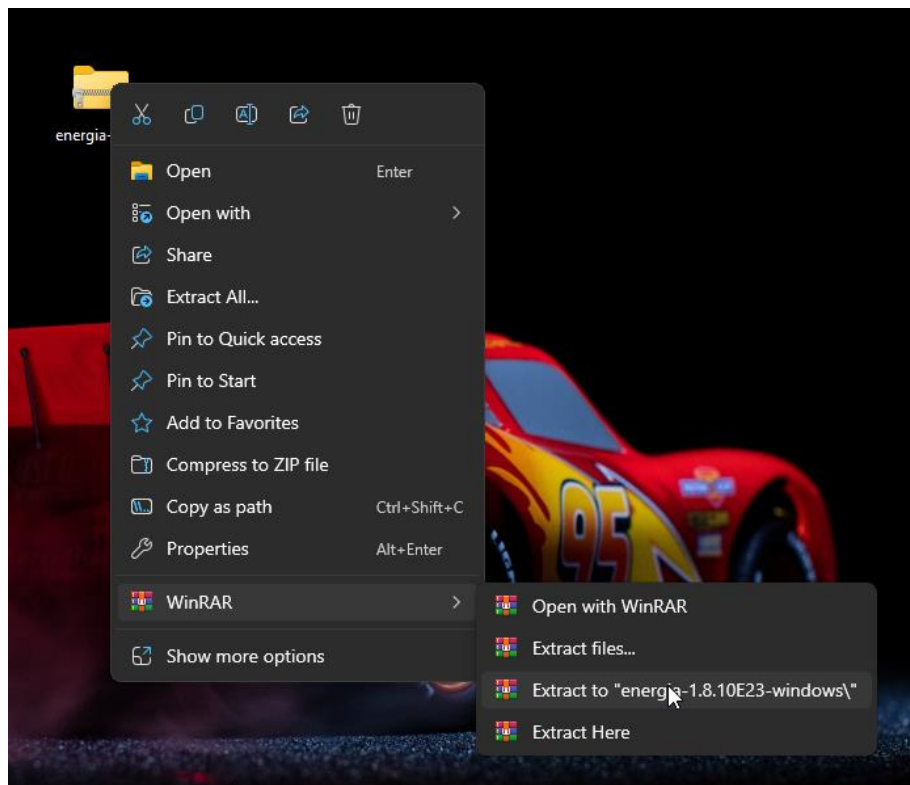 energia-
Open Enter
Open with
Share
Extract All...
Pin to Quick access
Pin to Start
Add to Favorites
Compress to ZIP file
Copy as path Ctrl+Shift+C
Properties Alt+Enter
WinRAR
Show more options
Open with WinRAR
Extract files...
Extract to "energia-1.8.10E23-windows\"
Extract Here
95